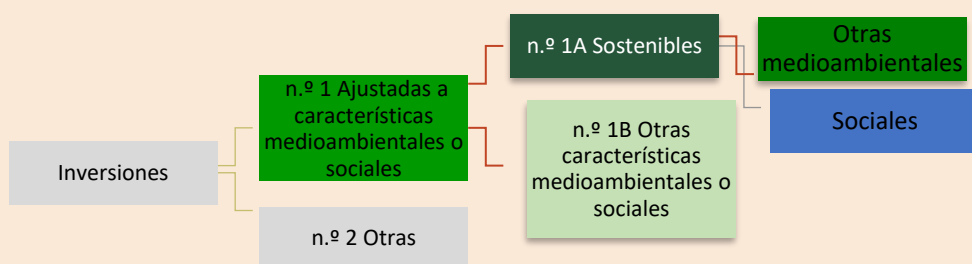 Inversiones
n.º 1 Ajustadas a
características
medioambientales o
sociales
n.º 2 Otras
n.º 1A Sostenibles
n.º 1B Otras
características
medioambientales o
sociales
Otras
medioambientales
Sociales